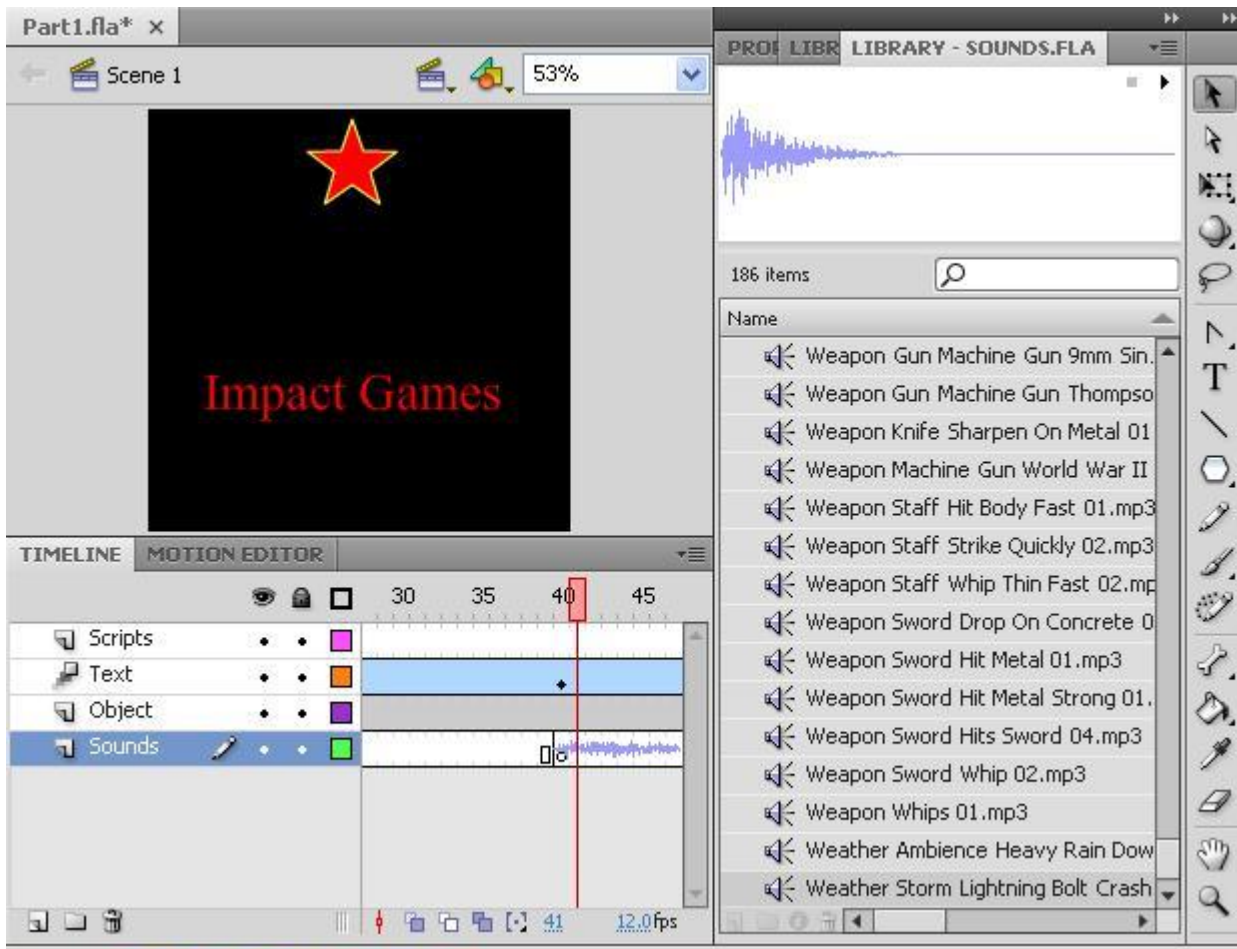 Part1.fla* ×
Scene 1
53%
Impact Games
TIMELINE MOTION EDITOR
30 35 40 45
Scripts
Text
Object
Sounds
41 12.0fps
PROP LIBR LIBRARY - SOUNDS.FLA
186 items
Name
Weapon Gun Machine Gun 9mm Sin.
Weapon Gun Machine Gun Thompso
Weapon Knife Sharpen On Metal 01
Weapon Machine Gun World War II
Weapon Staff Hit Body Fast 01.mp3
Weapon Staff Strike Quickly 02.mp3
Weapon Staff Whip Thin Fast 02.mp
Weapon Sword Drop On Concrete 0
Weapon Sword Hit Metal 01.mp3
Weapon Sword Hit Metal Strong 01.
Weapon Sword Hits Sword 04.mp3
Weapon Sword Whip 02.mp3
Weapon Whips 01.mp3
Weather Ambience Heavy Rain Dow
Weather Storm Lightning Bolt Crash
T